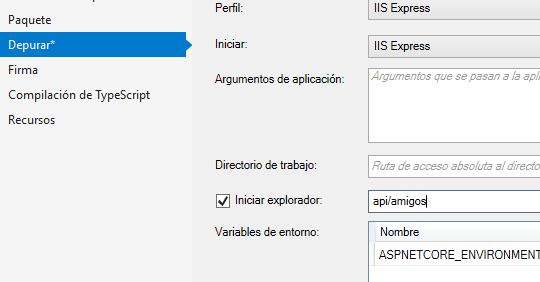 Perfil: IIS Express
Paquete
Depurar*
Iniciar: IIS Express
Firma
Argumentos de aplicación: Argumentos que se pasan a la
Compilación de TypeScript
Recursos
Directorio de trabajo: Ruta de acceso absoluta al
Iniciar explorador: api/amigos
Variables de entorno: Nombre
ASPNETCORE_ENVIRONMENT